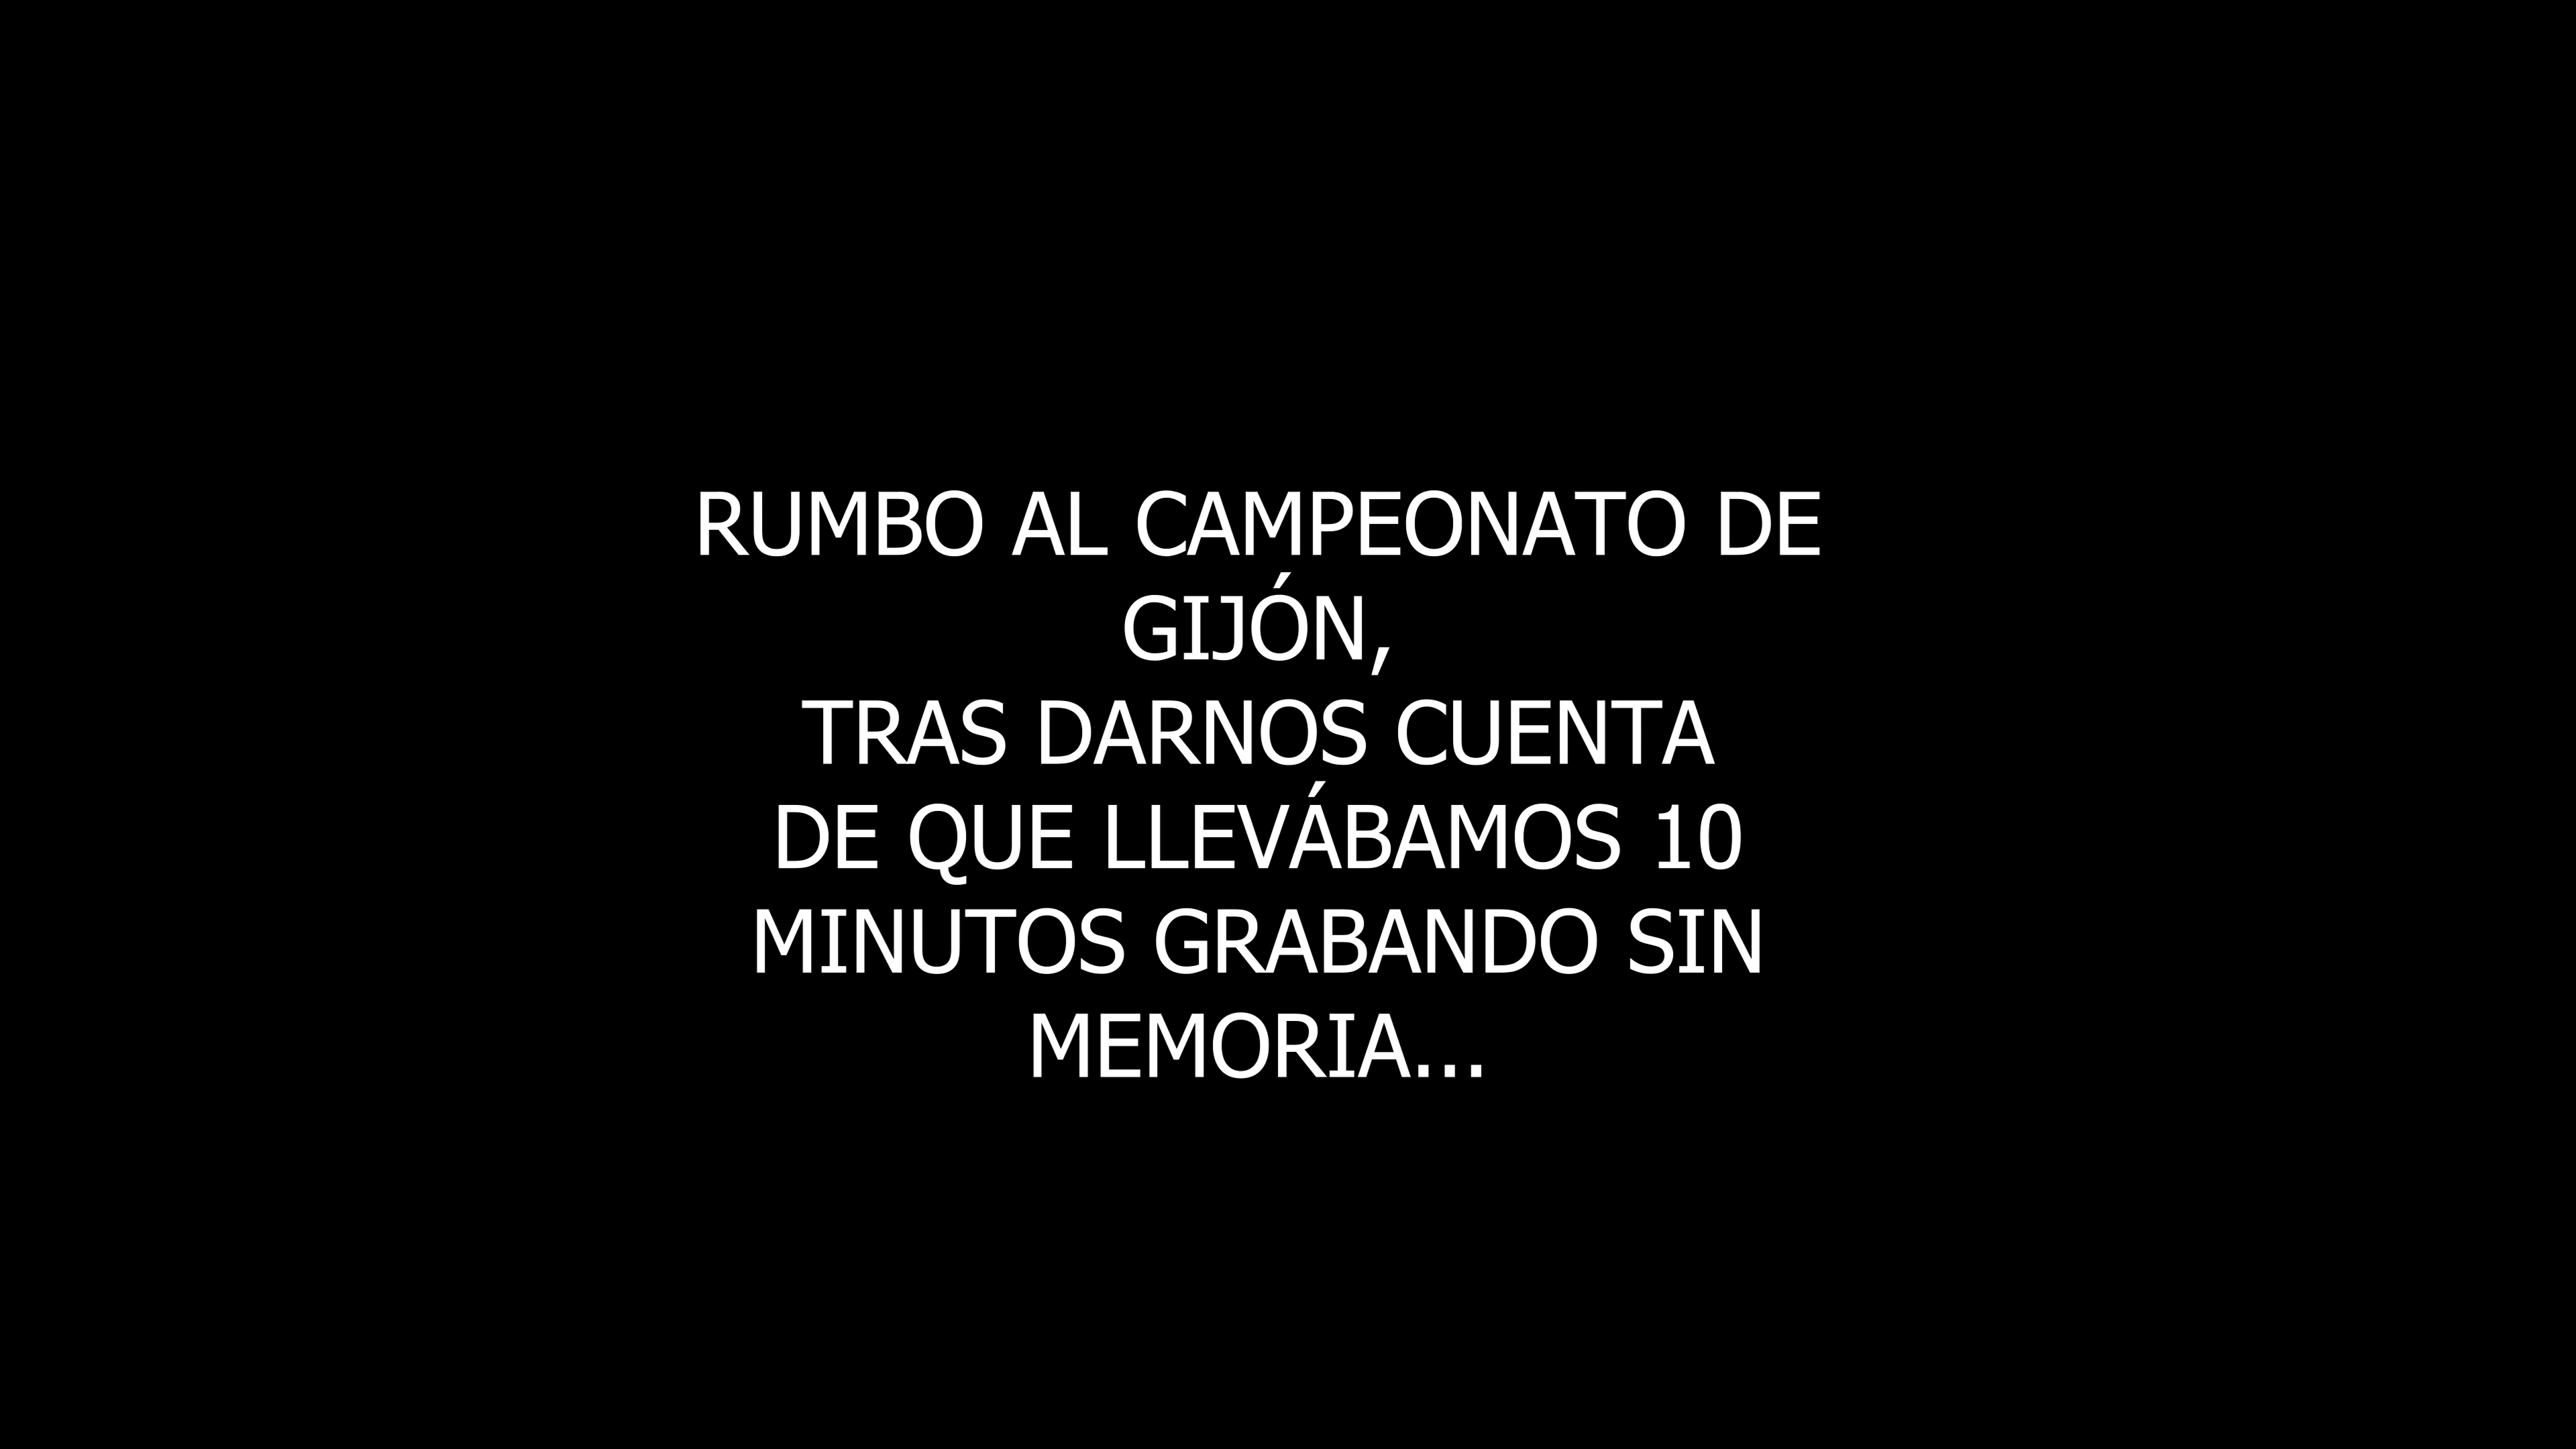 RUMBO AL CAMPEONATO DE
GIJÓN,
TRAS DARNOS CUENTA
DE QUE LLEVÁBAMOS 10
MINUTOS GRABANDO SIN
MEMORIA...